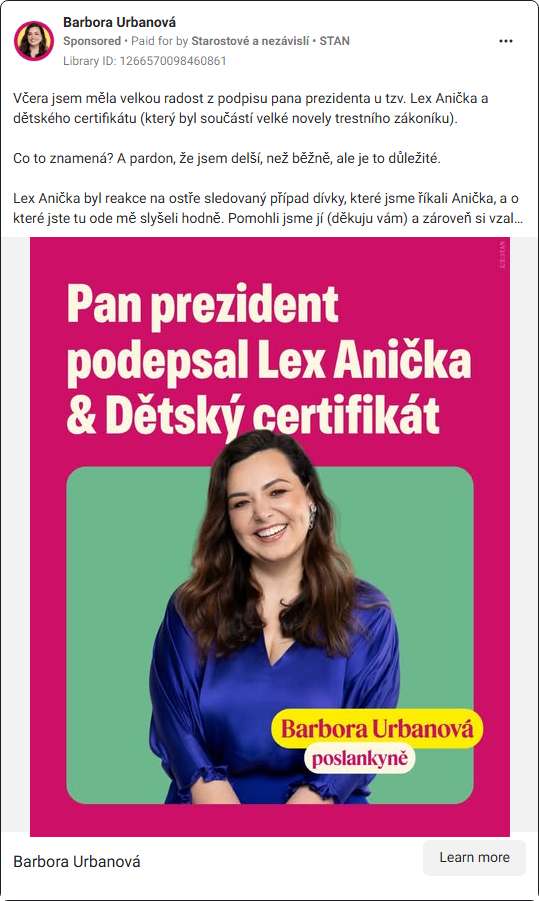 Barbora Urbanová
Sponsored • Paid for by Starostové a nezávislí • STAN
Library ID: 1266570098460861
Včera jsem měla velkou radost z podpisu pana prezidenta u tzv. Lex Anička a
dětského certifikátu (který byl součástí velké novely trestního zákoníku).
Co to znamená? A pardon, že jsem delší, než běžně, ale je to důležité.
Lex Anička byl reakce na ostře sledovaný případ dívky, které jsme říkali Anička, a o
které jste tu ode mě slyšeli hodně. Pomohli jsme jí (děkuju vám) a zároveň si vzal...
Pan prezident
podepsal Lex Anička
& Dětský certifikát
Barbora Urbanová
poslankyně
Barbora Urbanová
Learn more